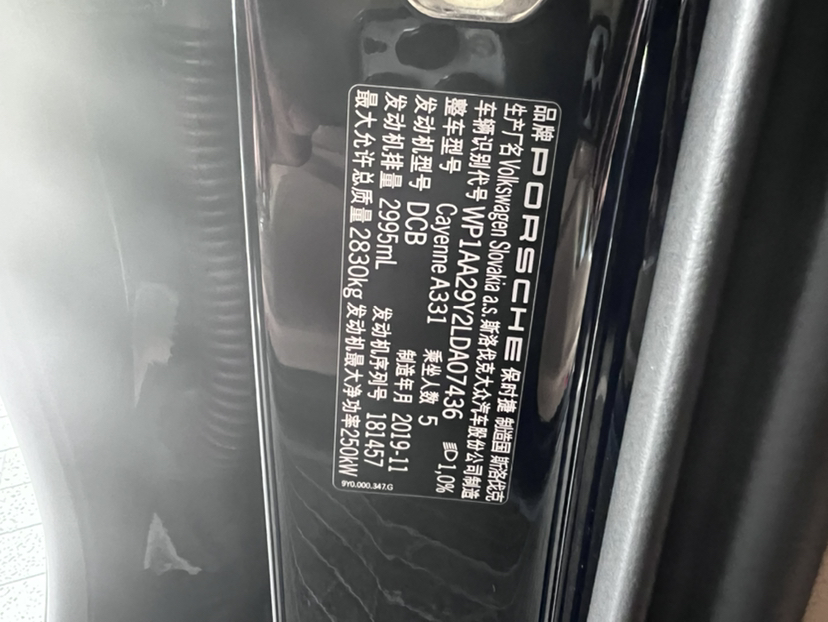 品牌 PORSCHE 保时捷 制造国 斯洛伐克
生产厂名 Volkswagen Slovakia a.s.斯洛伐克大众汽车股份公司制造
车辆识别代号 WP1AA29Y2LDA07436 1,0%
整车型号 Cayenne A331 乘坐人数 5
发动机型号 DCB 制造年月 2019-11
发动机排量 2995mL 发动机序列号 181457
最大允许总质量 2830kg 发动机最大净功率250kW
9Y0.000.347.G